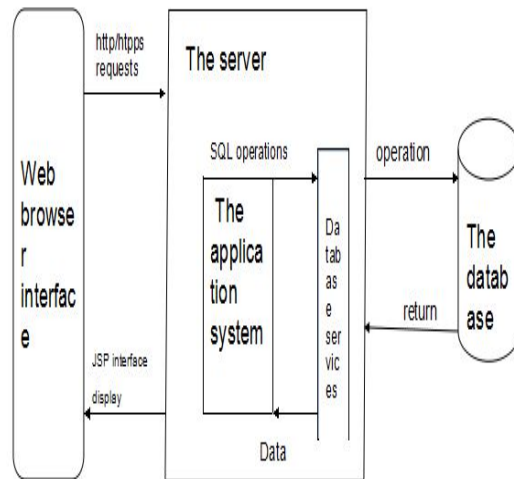 http/htpps
requests
The server
Web
browse
r
interfac
e
SQL operations
The
applica
tion
system
Da
tab
as
e
ser
vic
es
operation
The
datab
ase
return
JSP interface
display
Data